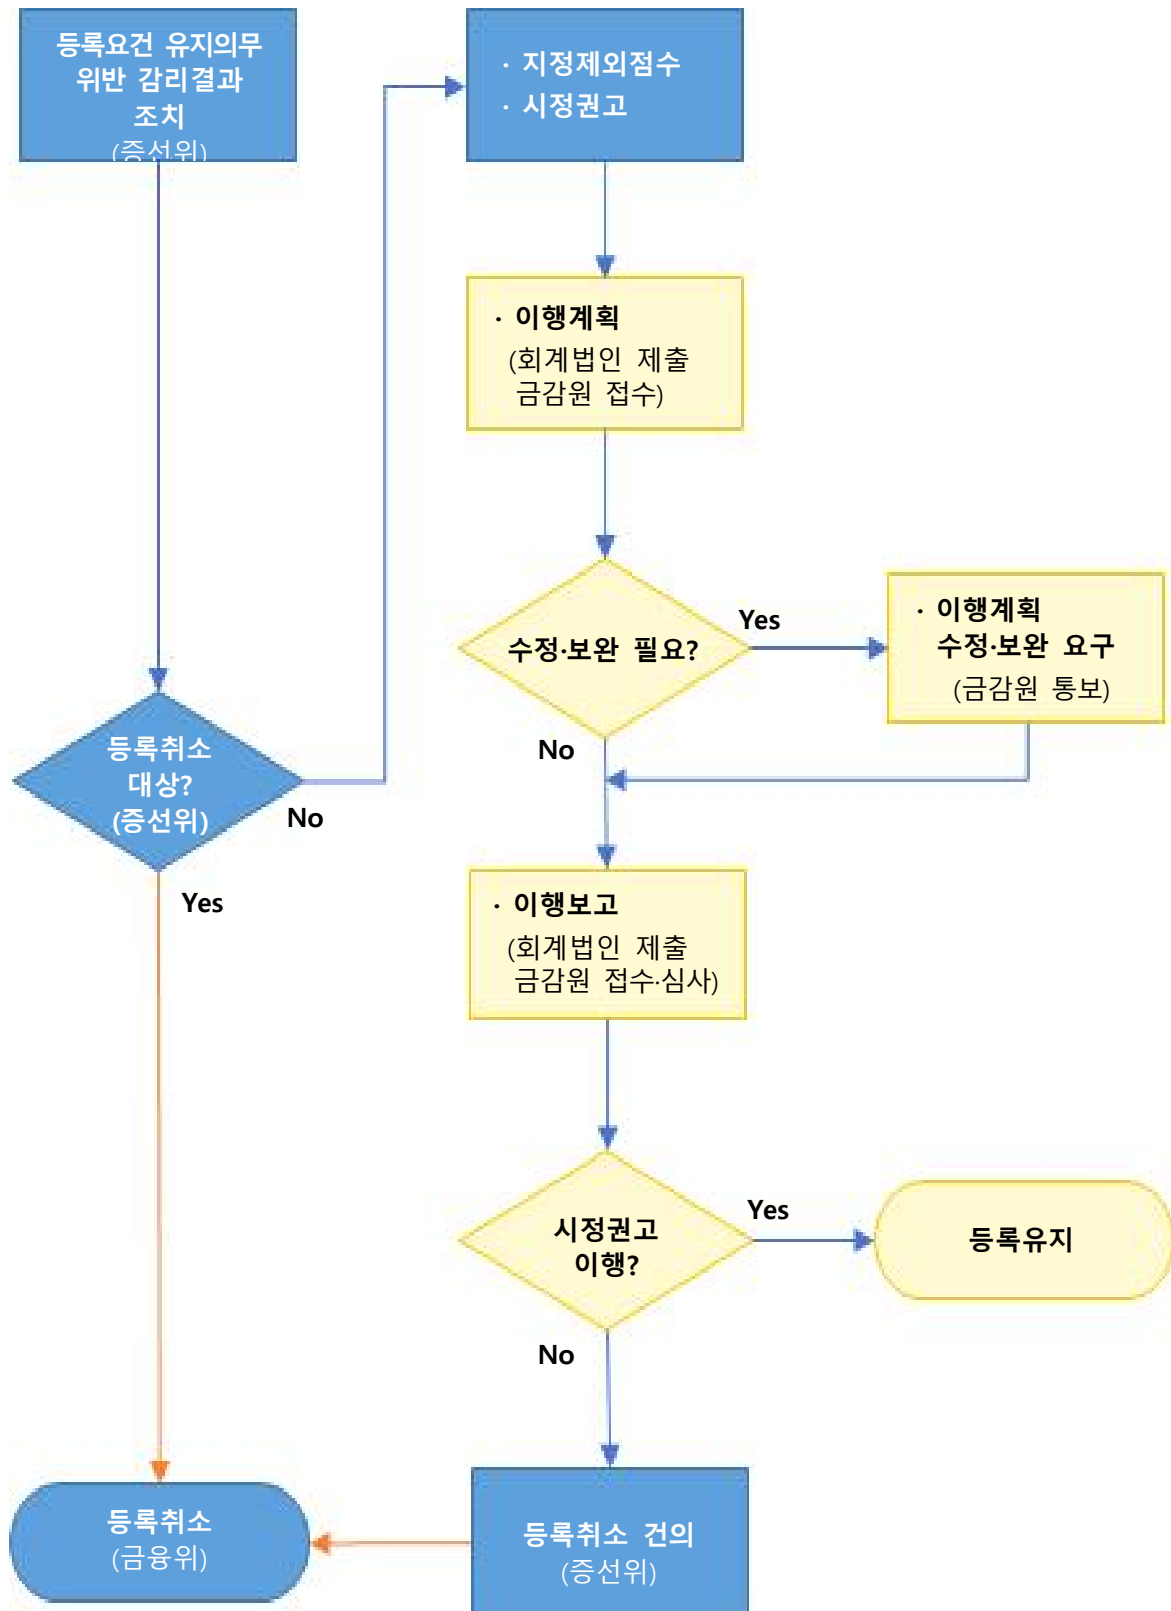 등록요건 유지의무
위반 감리결과
조치
(증선위)
· 지정제외점수
· 시정권고
· 이행계획
(회계법인 제출
금감원 접수)
수정·보완 필요?
Yes
· 이행계획
수정·보완 요구
(금감원 통보)
No
등록취소
대상?
(증선위)
No
Yes
· 이행보고
(회계법인 제출
금감원 접수·심사)
시정권고
이행?
Yes
등록유지
No
등록취소 건의
(증선위)
등록취소
(금융위)